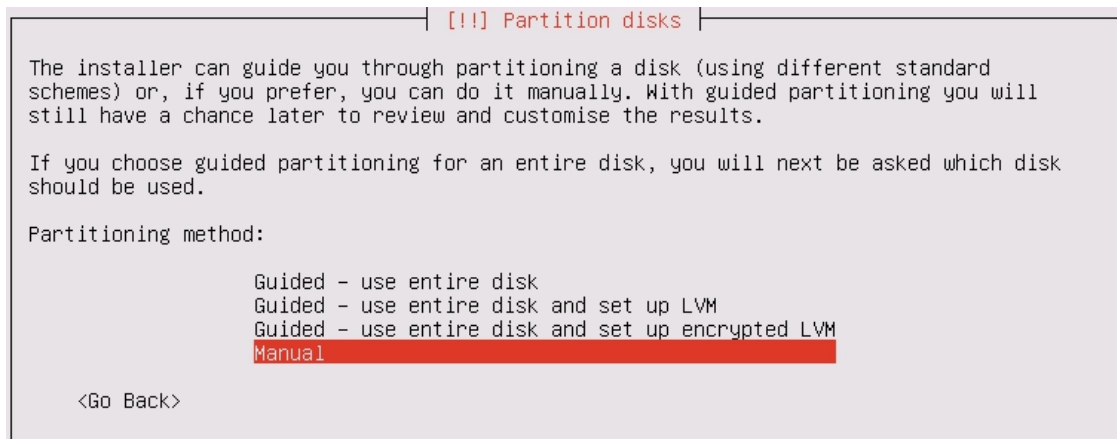 [!!] Partition disks
The installer can guide you through partitioning a disk (using different standard
schemes) or, if you prefer, you can do it manually. With guided partitioning you will
still have a chance later to review and customise the results.
If you choose guided partitioning for an entire disk, you will next be asked which disk
should be used.
Partitioning method:
Guided – use entire disk
Guided – use entire disk and set up LVM
Guided – use entire disk and set up encrypted LVM
Manual
<Go Back>